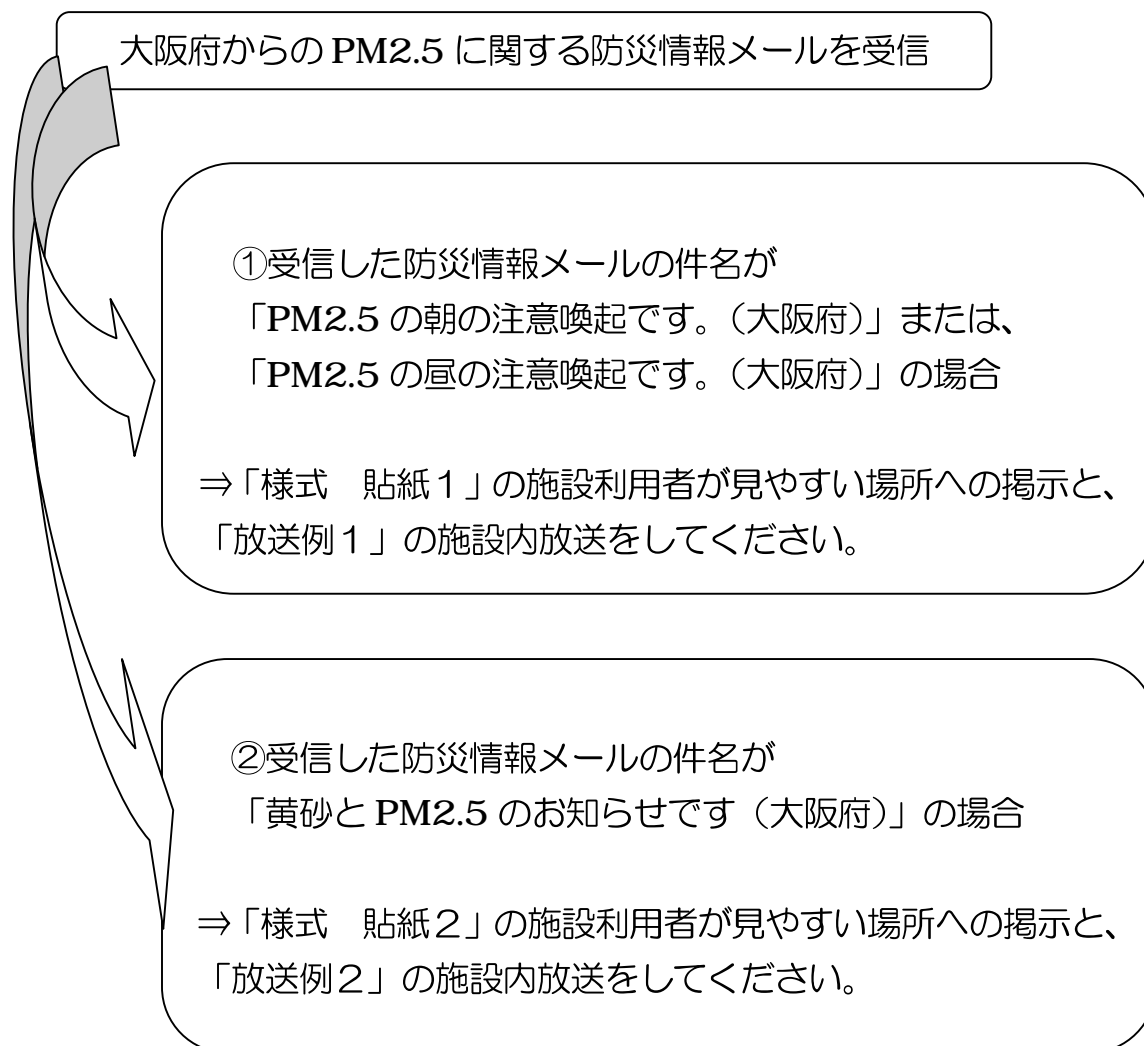 大阪府からの PM2.5 に関する防災情報メールを受信
①受信した防災情報メールの件名が
「PM2.5 の朝の注意喚起です。（大阪府）」または、
「PM2.5 の昼の注意喚起です。（大阪府）」の場合
⇒「様式　貼紙１」の施設利用者が見やすい場所への掲示と、
「放送例１」の施設内放送をしてください。
②受信した防災情報メールの件名が
「黄砂と PM2.5 のお知らせです（大阪府）」の場合
⇒「様式　貼紙２」の施設利用者が見やすい場所への掲示と、
「放送例２」の施設内放送をしてください。